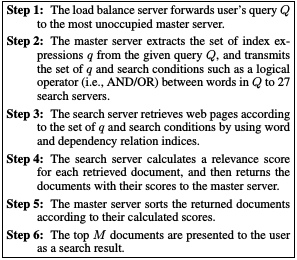 Step 1: The load balance server forwards user's query Q
to the most unoccupied master server.
Step 2: The master server extracts the set of index ex-
pressions q from the given query Q, and transmits
the set of q and search conditions such as a logical
operator (i.e., AND/OR) between words in Q to 27
search servers.
Step 3: The search server retrieves web pages according
to the set of q and search conditions by using word
and dependency relation indices.
Step 4: The search server calculates a relevance score
for each retrieved document, and then returns the
documents with their scores to the master server.
Step 5: The master server sorts the returned documents
according to their calculated scores.
Step 6: The top M documents are presented to the user
as a search result.